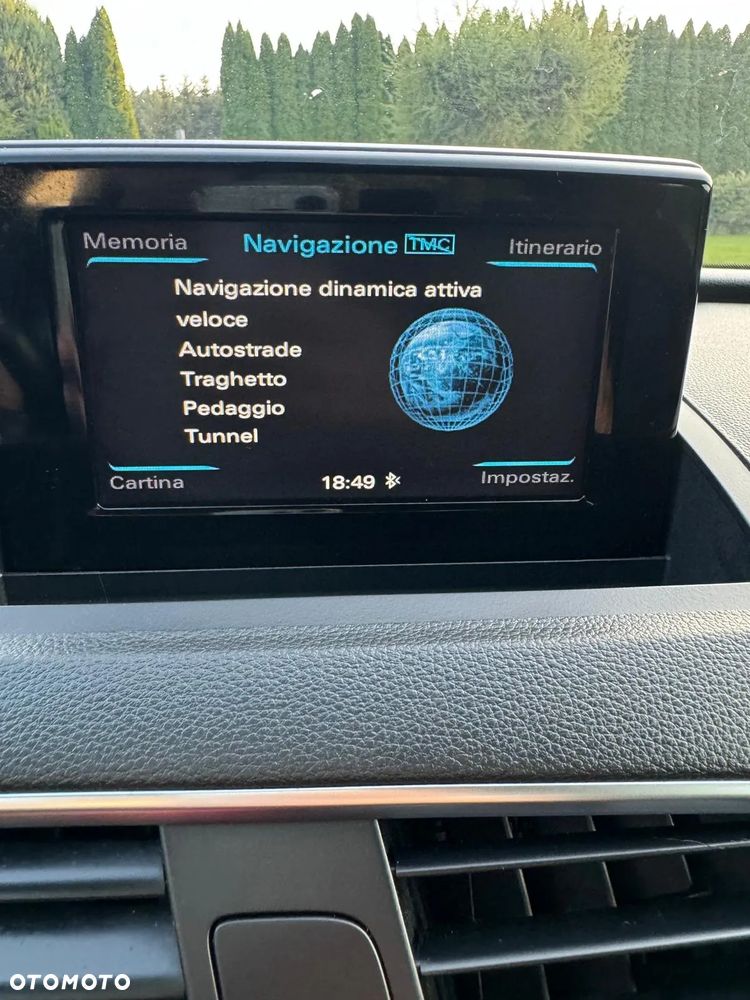 Memoria Navigazione TMC Itinerario
Navigazione dinamica attiva
veloce
Autostrade
Traghetto
Pedaggio
Tunnel
Cartina 18:49 Impostaz.
OTOMOTO